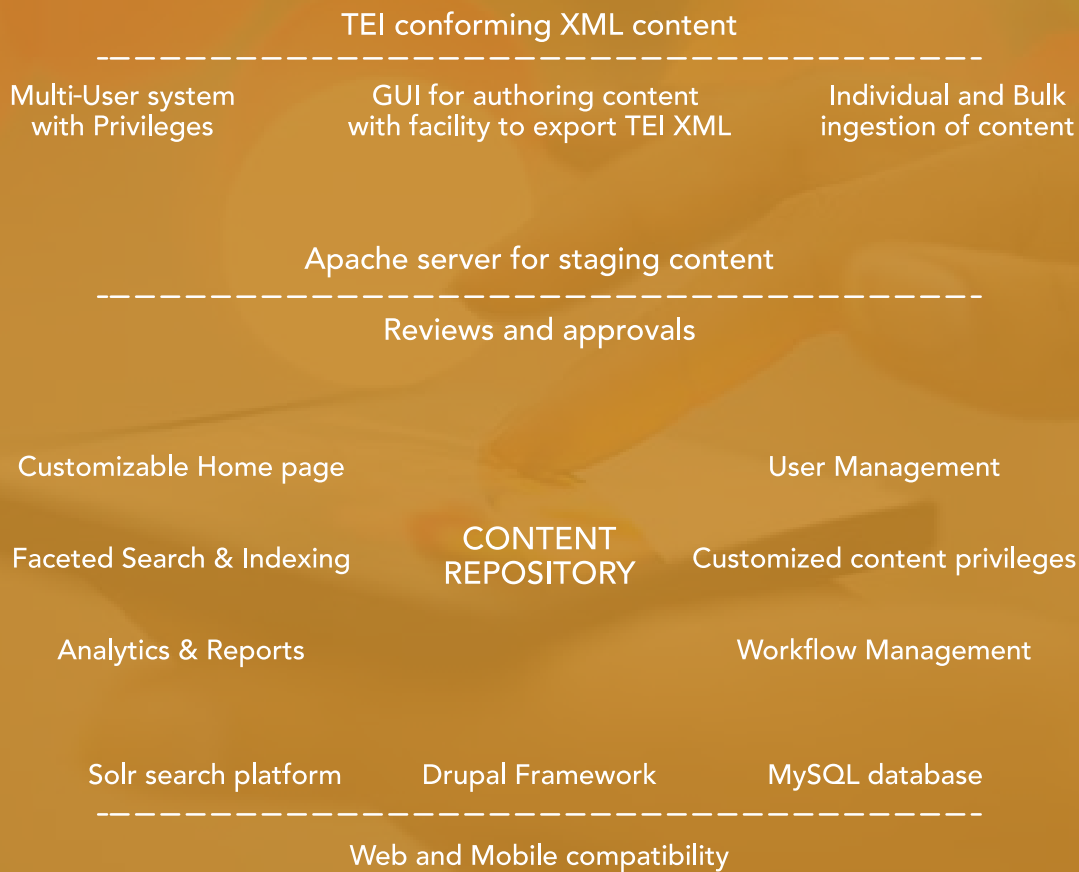 TEI conforming XML content
Multi-User system
with Privileges
GUI for authoring content
with facility to export TEI XML
Individual and Bulk
ingestion of content
Apache server for staging content
Reviews and approvals
Customizable Home page
User Management
Faceted Search & Indexing
CONTENT
REPOSITORY
Customized content privileges
Analytics & Reports
Workflow Management
Solr search platform
Drupal Framework
MySQL database
Web and Mobile compatibility